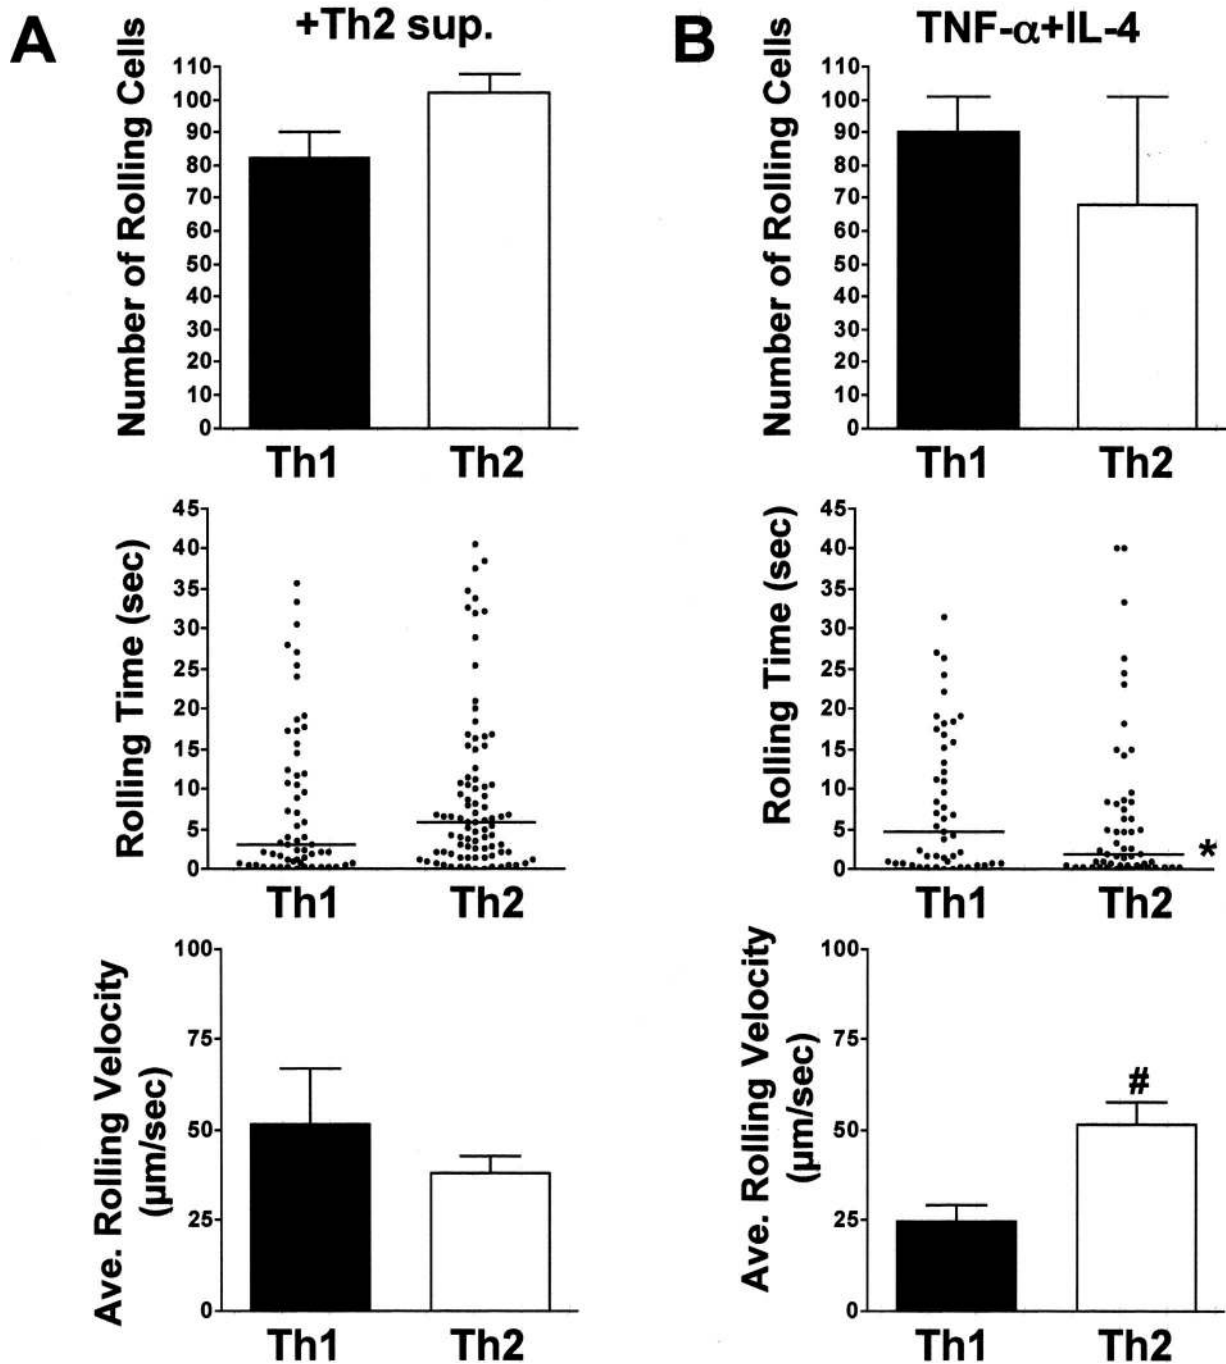 A
+Th2 sup.
Number of Rolling Cells
110
100
90
80
70
60
50
40
30
20
10
0
Th1
Th2
Rolling Time (sec)
45
40
35
30
25
20
15
10
5
0
Th1
Th2
Ave. Rolling Velocity
(µm/sec)
100
75
50
25
0
Th1
Th2
B
TNF-α+IL-4
Number of Rolling Cells
110
100
90
80
70
60
50
40
30
20
10
0
Th1
Th2
Rolling Time (sec)
45
40
35
30
25
20
15
10
5
0
*
Th1
Th2
Ave. Rolling Velocity
(µm/sec)
100
75
50
25
0
#
Th1
Th2